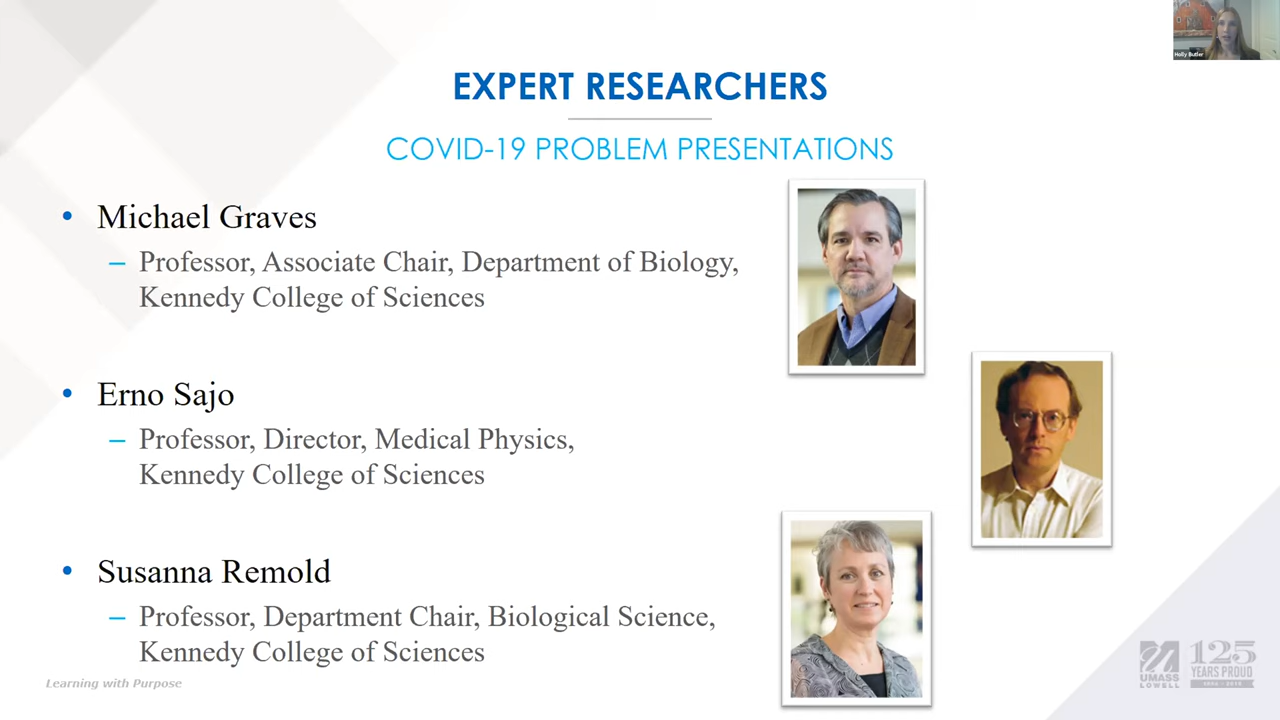 Holly Butler
EXPERT RESEARCHERS
COVID-19 PROBLEM PRESENTATIONS
• Michael Graves
– Professor, Associate Chair, Department of Biology,
Kennedy College of Sciences
• Erno Sajo
– Professor, Director, Medical Physics,
Kennedy College of Sciences
• Susanna Remold
– Professor, Department Chair, Biological Science,
Kennedy College of Sciences
Learning with Purpose
UMASS
LOWELL
125
YEARS PROUD